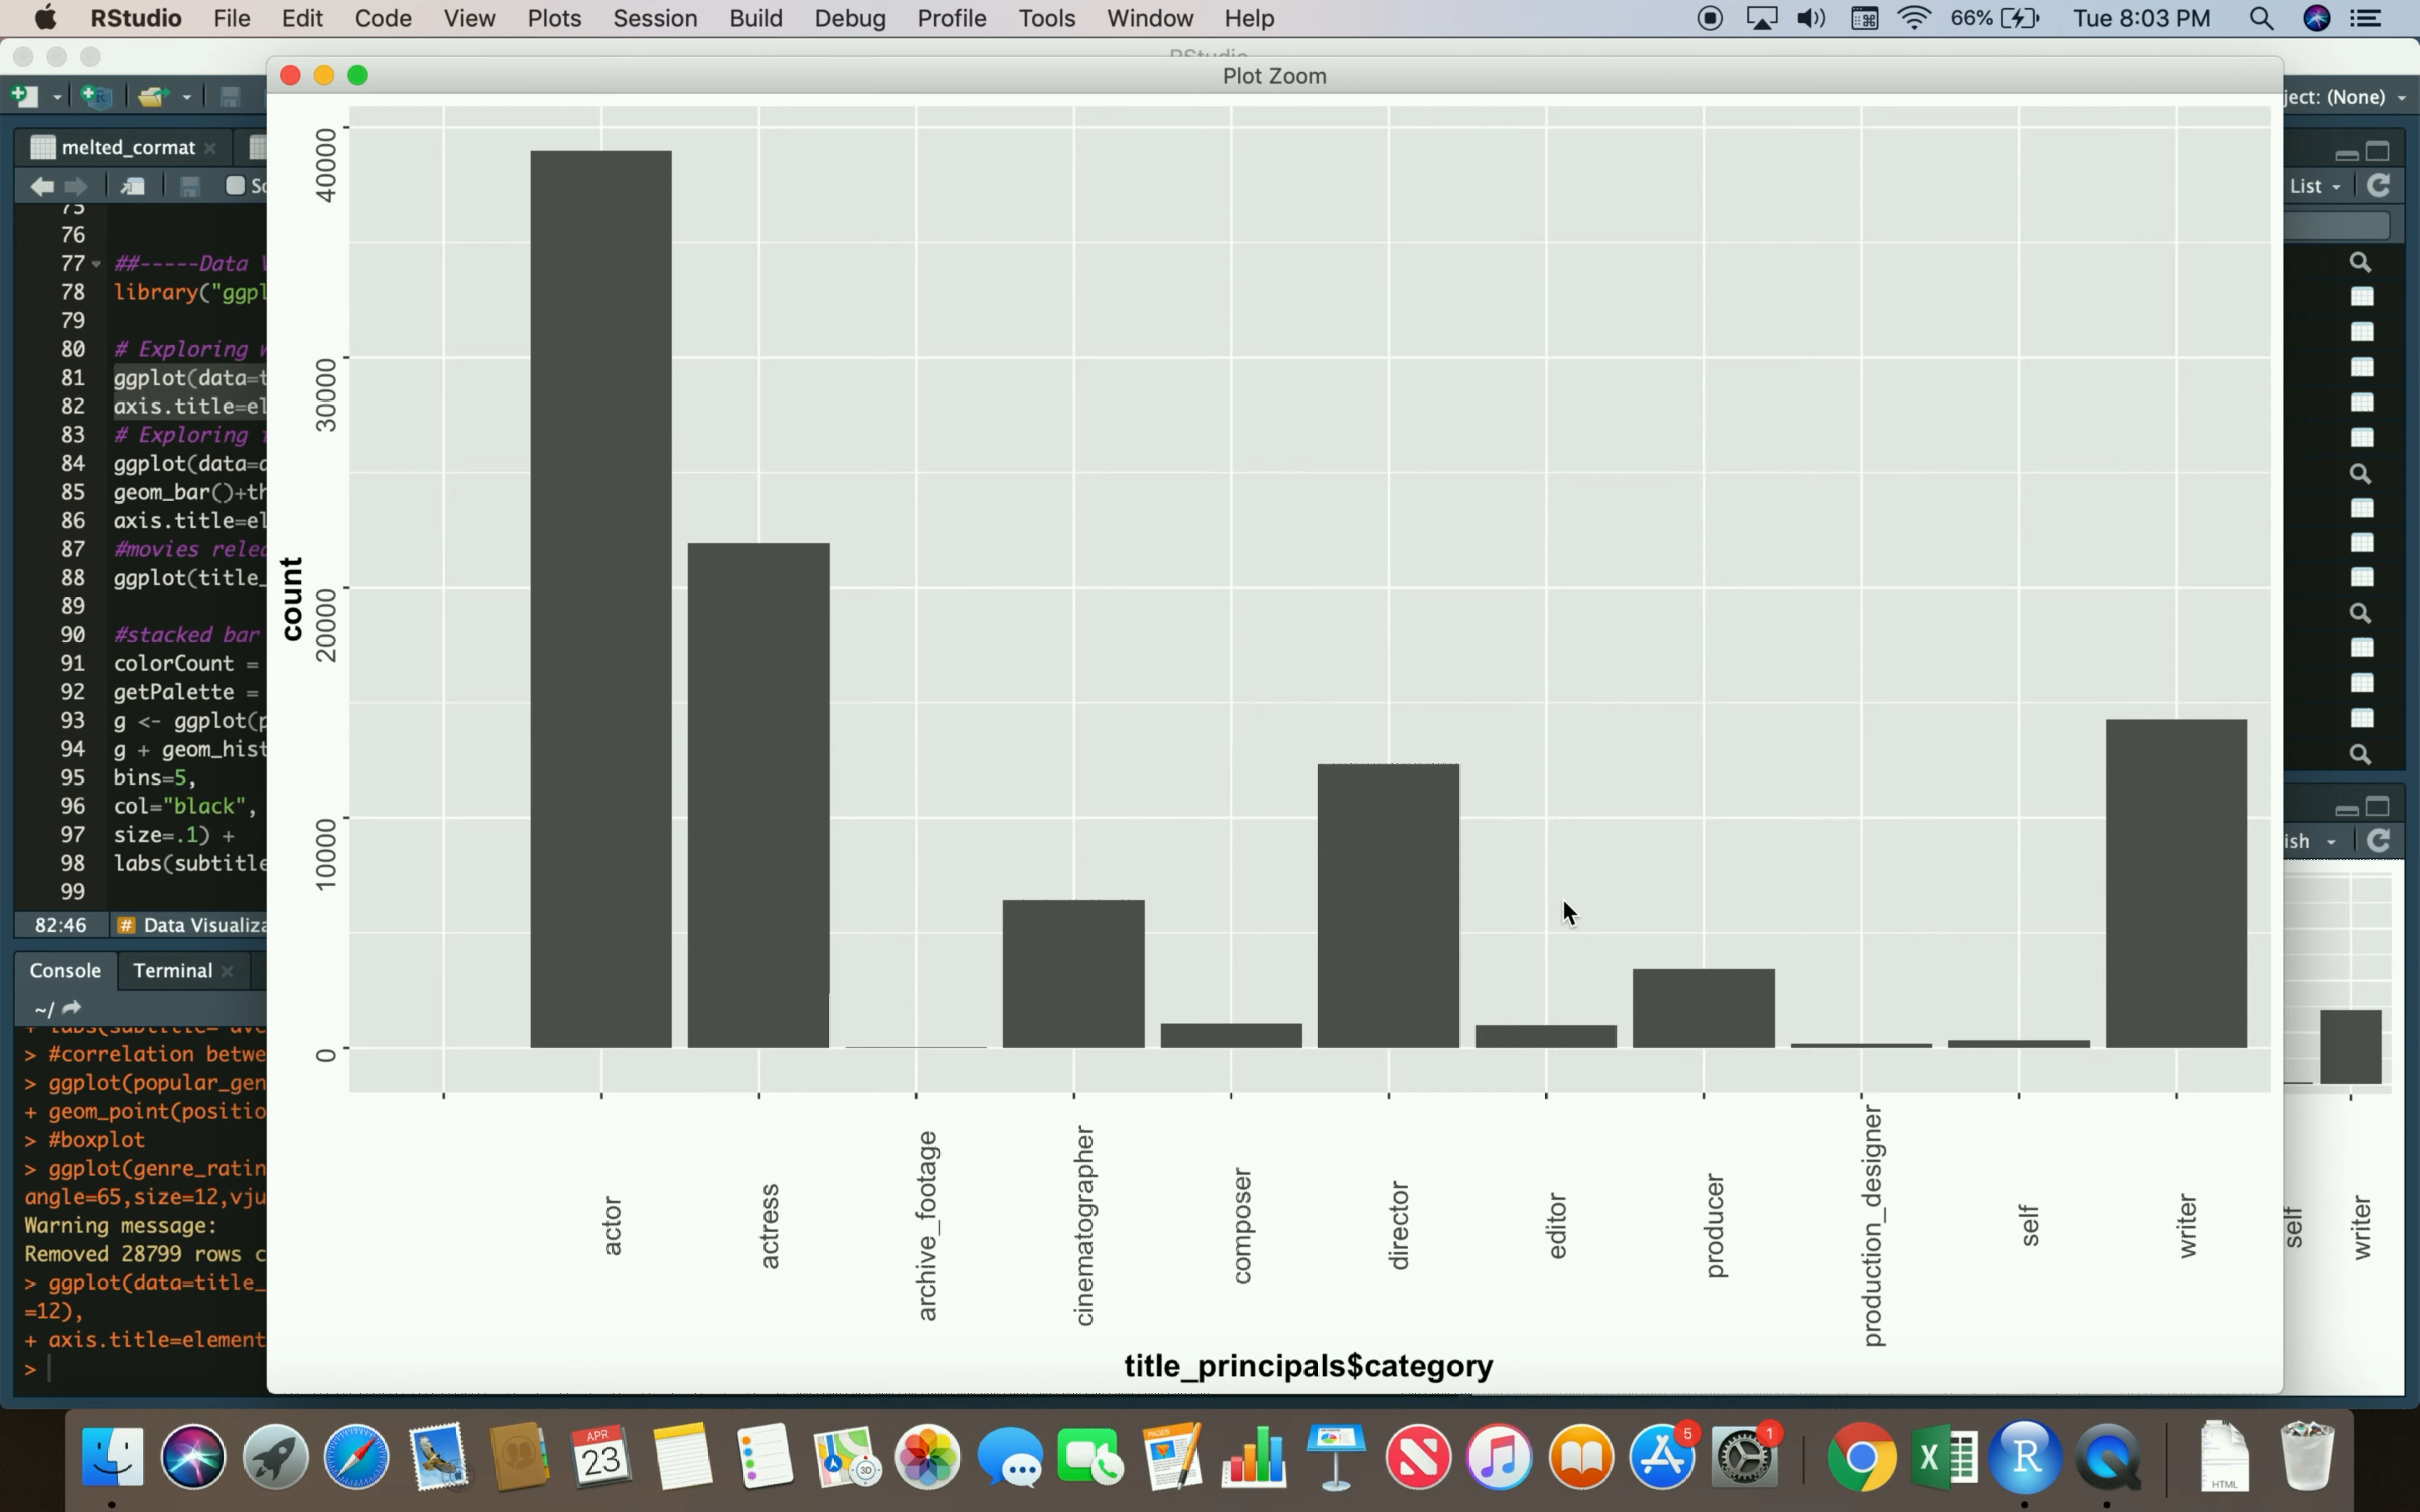 RStudio File Edit Code View Plots Session Build Debug Profile Tools Window Help 66% Tue 8:03 PM
Plot Zoom
ject: (None)
melted_cormat
List
75
76
77 ##-----Data
78 library("ggpl
79
80 # Exploring
81 ggplot(data=t
82 axis.title=el
83 # Exploring
84 ggplot(data=
85 geom_bar()+th
86 axis.title=el
87 #movies relea
88 ggplot(title_
89
90 #stacked bar
91 colorCount =
92 getPalette =
93 g <- ggplot(p
94 g + geom_hist
95 bins=5,
96 col="black",
97 size=.1) +
98 labs(subtitle
99
82:46 # Data Visualiza
Console Terminal
~/
> #correlation betwe
> ggplot(popular_gen
+ geom_point(positio
> #boxplot
> ggplot(genre_ratin
angle=65,size=12,vju
Warning message:
Removed 28799 rows c
> ggplot(data=title_
=12),
+ axis.title=element
>
count
40000
30000
20000
10000
0
actor
actress
archive_footage
cinematographer
composer
director
editor
producer
production_designer
self
writer
title_principals$category
ish
self
writer
APR
23
3D
PAGES
5
1
X
R
HTML